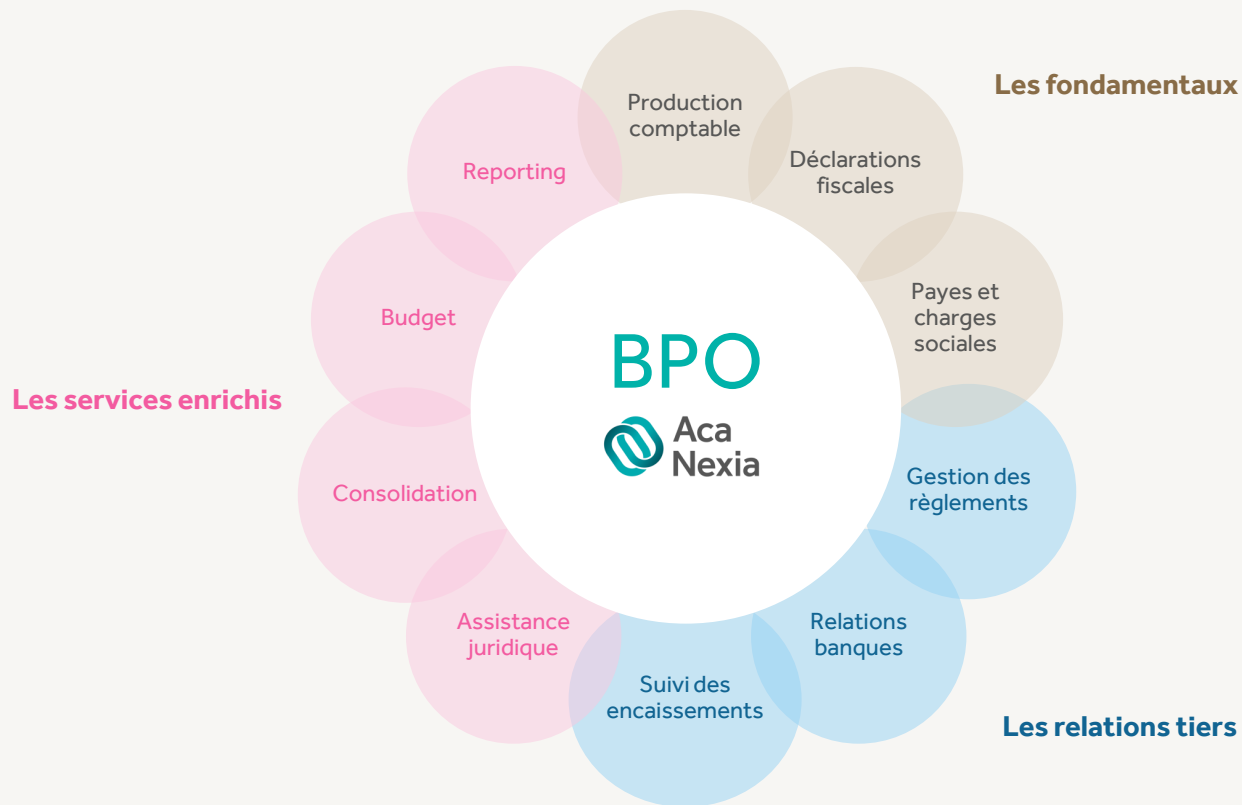 Les fondamentaux
Production
comptable
Déclarations
fiscales
Payes et
charges
sociales
Gestion des
règlements
Relations
banques
Suivi des
encaissements
Les relations tiers
Assistance
juridique
Consolidation
Budget
Reporting
Les services enrichis
BPO
Aca
Nexia